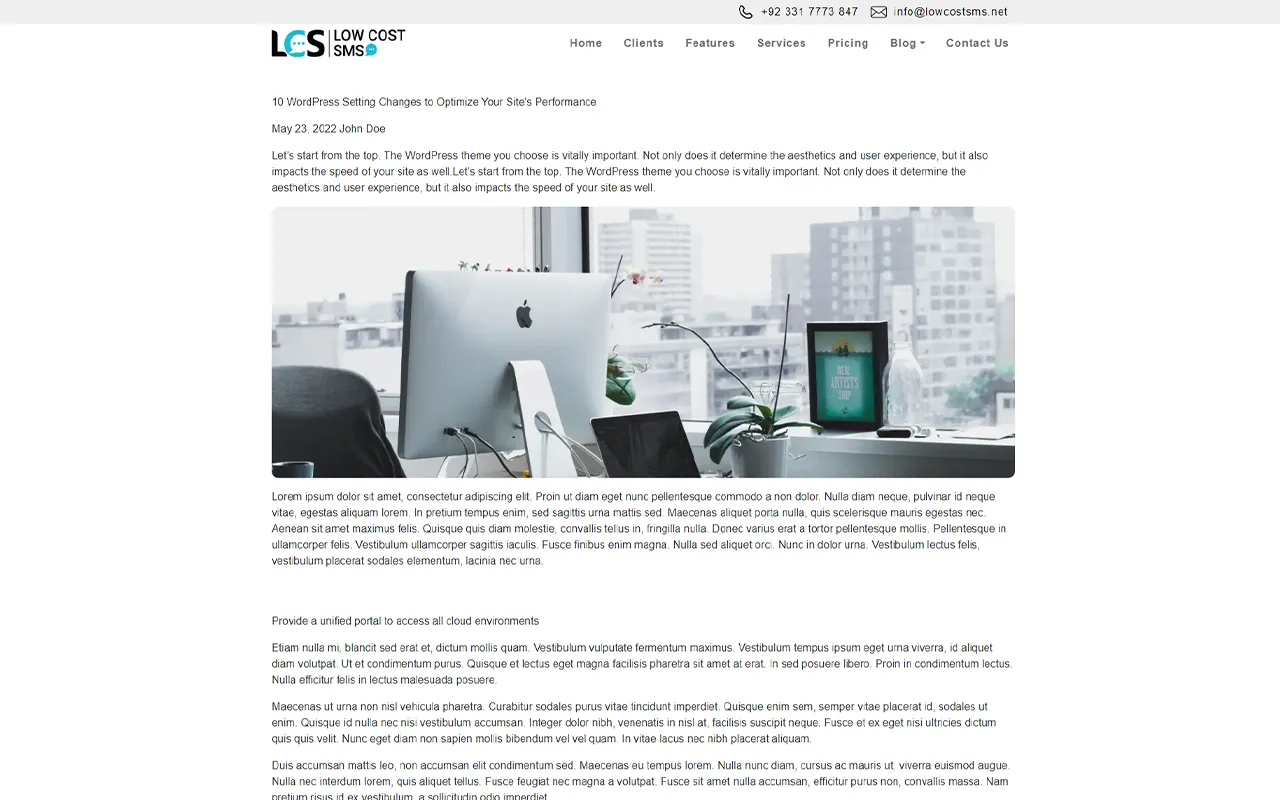 +92 331 7773 847 info@lowcostsms.net
LCS LOW COST
SMS
Home Clients Features Services Pricing Blog Contact Us
10 WordPress Setting Changes to Optimize Your Site's Performance
May 23, 2022 John Doe
Let's start from the top. The WordPress theme you choose is vitally important. Not only does it determine the aesthetics and user experience, but it also
impacts the speed of your site as well.Let's start from the top. The WordPress theme you choose is vitally important. Not only does it determine the
aesthetics and user experience, but it also impacts the speed of your site as well.
REAL
ARTISTS
SHIP
Lorem ipsum dolor sit amet, consectetur adipiscing elit. Proin ut diam eget nunc pellentesque commodo a non dolor. Nulla diam neque, pulvinar id neque
vitae, egestas aliquam lorem. In pretium tempus enim, sed sagittis urna mattis sed. Maecenas aliquet porta nulla, quis scelerisque mauris egestas nec.
Aenean sit amet maximus felis. Quisque quis diam molestie, convallis tellus in, fringilla nulla. Donec varius erat a tortor pellentesque mollis. Pellentesque in
ullamcorper felis. Vestibulum ullamcorper sagittis iaculis. Fusce finibus enim magna. Nulla sed aliquet orci. Nunc in dolor urna. Vestibulum lectus felis,
vestibulum placerat sodales elementum, lacinia nec urna.
Provide a unified portal to access all cloud environments
Etiam nulla mi, blandit sed erat et, dictum mollis quam. Vestibulum vulputate fermentum maximus. Vestibulum tempus ipsum eget urna viverra, id aliquet
diam volutpat. Ut et condimentum purus. Quisque et lectus eget magna facilisis pharetra sit amet at erat. In sed posuere libero. Proin in condimentum lectus.
Nulla efficitur felis in lectus malesuada posuere.
Maecenas ut urna non nisl vehicula pharetra. Curabitur sodales purus vitae tincidunt imperdiet. Quisque enim sem, semper vitae placerat id, sodales ut
enim. Quisque id nulla nec nisi vestibulum accumsan. Integer dolor nibh, venenatis in nisl at, facilisis suscipit neque. Fusce et ex eget nisi ultricies dictum
quis quis velit. Nunc eget diam non sapien mollis bibendum vel vel quam. In vitae lacus nec nibh placerat aliquam.
Duis accumsan mattis leo, non accumsan elit condimentum sed. Maecenas eu tempus lorem. Nulla nunc diam, cursus ac mauris ut, viverra euismod augue.
Nulla nec interdum lorem, quis aliquet tellus. Fusce feugiat nec magna a volutpat. Fusce sit amet nulla accumsan, efficitur purus non, convallis massa. Nam
pretium risus id ex vestibulum, a sollicitudin odio imperdiet.